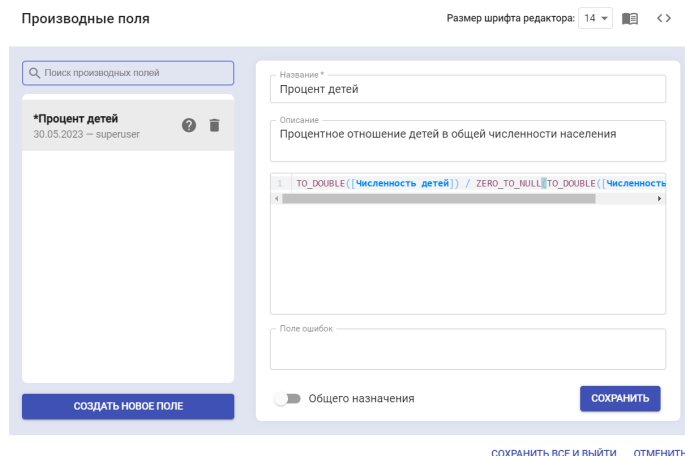 Производные поля
Размер шрифта редактора: 14
Поиск производных полей
*Процент детей
30.05.2023 — superuser
СОЗДАТЬ НОВОЕ ПОЛЕ
Название *
Процент детей
Описание
Процентное отношение детей в общей численности населения
1 TO_DOUBLE([Численность детей]) / ZERO_TO_NULL(TO_DOUBLE([Численность
Поле ошибок
Общего назначения
СОХРАНИТЬ
СОХРАНИТЬ ВСЕ И ВЫЙТИ ОТМЕНИТЬ